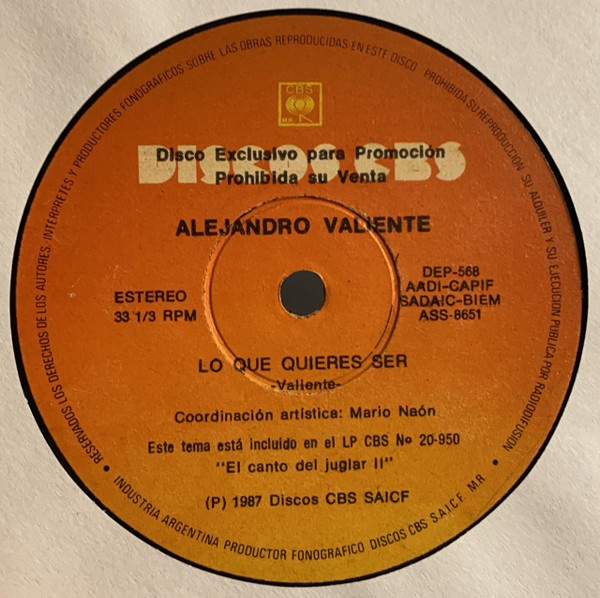 RESERVADOS LOS DERECHOS DE LOS AUTORES, INTERPRETES Y PRODUCTORES FONOGRAFICOS SOBRE LAS OBRAS REPRODUCIDAS EN ESTE DISCO. PROHIBIDA SU REPRODUCCION, SU ALQUILER Y SU EJECUCION PUBLICA POR RADIODIFUSION
CBS
MR
DISCOS CBS
Disco Exclusivo para Promoción
Prohibida su Venta
ALEJANDRO VALIENTE
ESTEREO
33 1/3 RPM
DEP-568
AADI-CAPIF
SADAIC-BIEM
ASS-8651
LO QUE QUIERES SER
-Valiente-
Coordinación artística: Mario Naón
Este tema está incluido en el LP CBS Nº 20-950
"El canto del juglar II"
(P) 1987 Discos CBS SAICF
• INDUSTRIA ARGENTINA PRODUCTOR FONOGRAFICO DISCOS CBS S.A.I.C.F. M.R. •